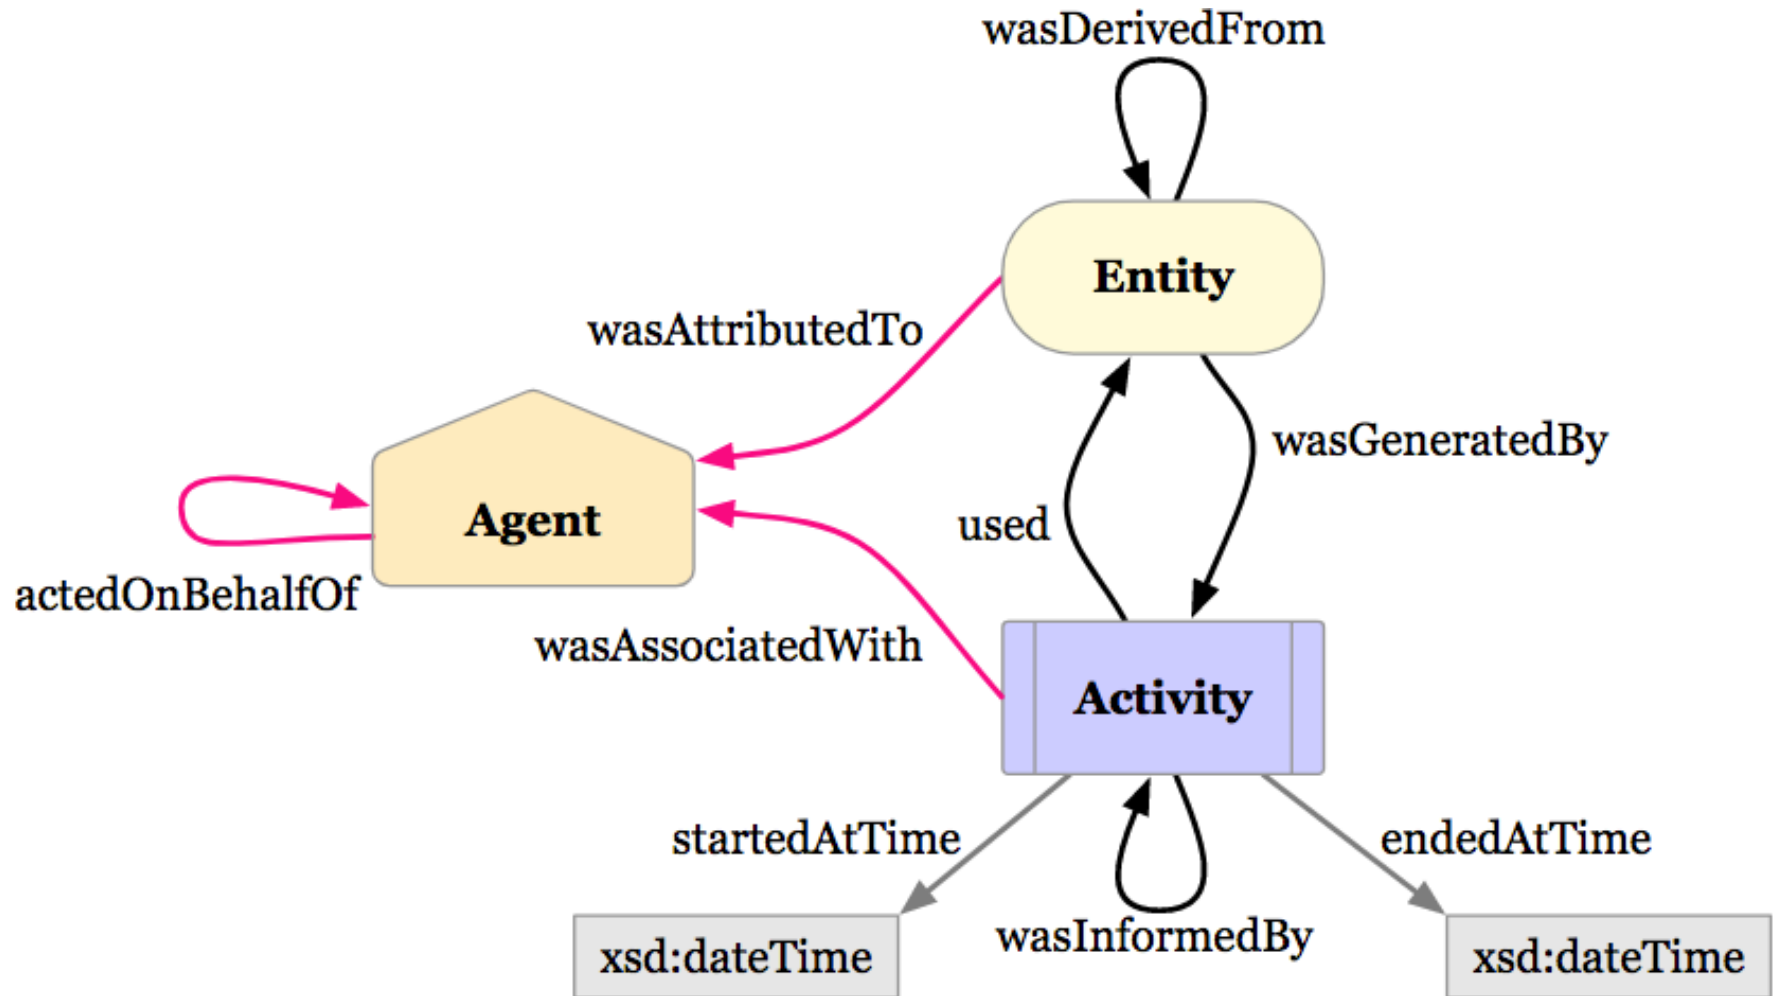 wasDerivedFrom
Entity
wasAttributedTo
wasGeneratedBy
used
Agent
actedOnBehalfOf
wasAssociatedWith
Activity
startedAtTime
endedAtTime
wasInformedBy
xsd:dateTime
xsd:dateTime